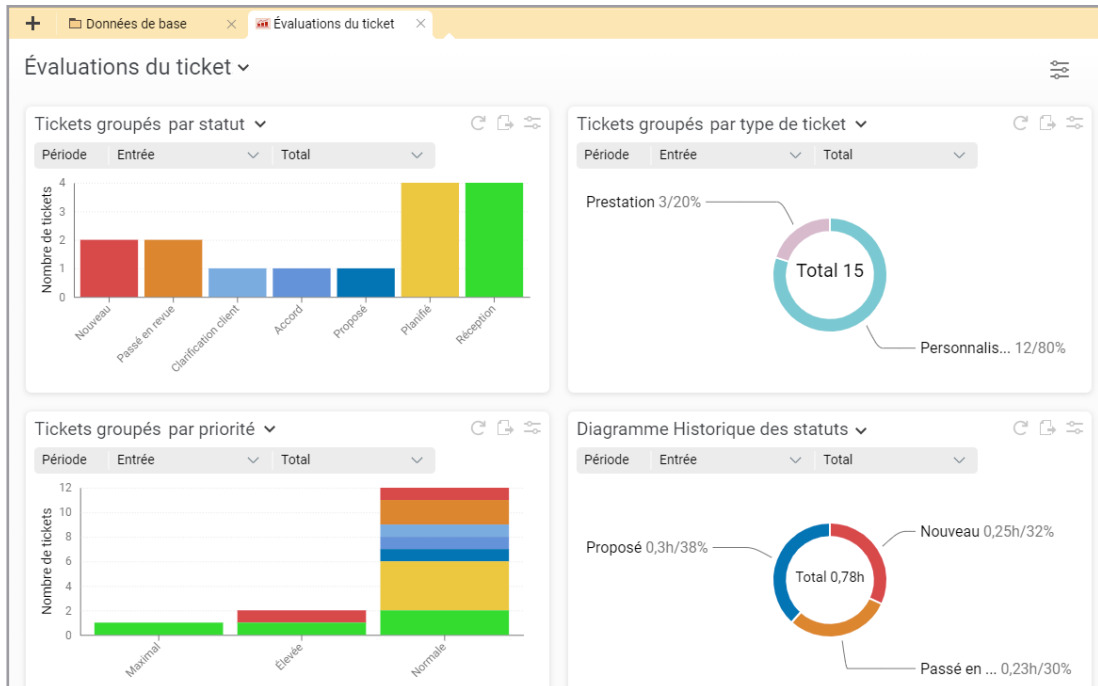 Données de base
Évaluations du ticket
Évaluations du ticket
Tickets groupés par statut
Période Entrée Total
Nombre de tickets
4
3
2
1
0
Nouveau
Passé en revue
Clarification client
Accord
Proposé
Planifié
Réception
Tickets groupés par type de ticket
Période Entrée Total
Prestation 3/20%
Total 15
Personnalis... 12/80%
Tickets groupés par priorité
Période Entrée Total
Nombre de tickets
12
10
8
6
4
2
0
Maximal
Élevée
Normale
Diagramme Historique des statuts
Période Entrée Total
Proposé 0,3h/38%
Nouveau 0,25h/32%
Total 0,78h
Passé en ... 0,23h/30%